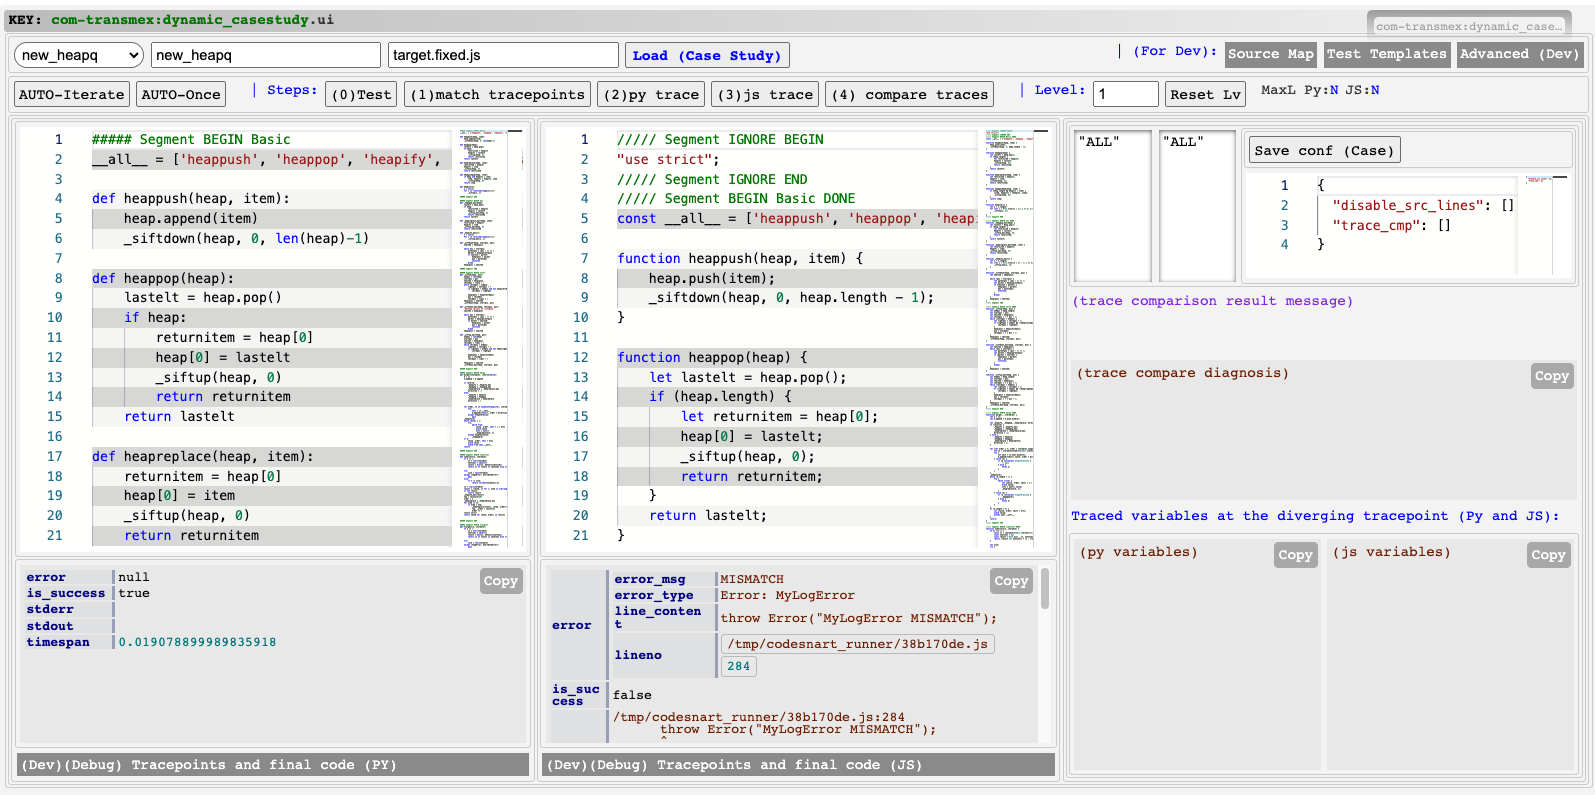 KEY: com-transmex:dynamic_casestudy.ui
com-transmex:dynamic_case…
new_heapq
new_heapq
target.fixed.js
Load (Case Study)
| (For Dev):
Source Map
Test Templates
Advanced (Dev)
AUTO-Iterate
AUTO-Once
| Steps:
(0)Test
(1)match tracepoints
(2)py trace
(3)js trace
(4) compare traces
| Level:
1
Reset Lv
MaxL Py:N JS:N
1 ##### Segment BEGIN Basic
2 __all__ = ['heappush', 'heappop', 'heapify',
3
4 def heappush(heap, item):
5 heap.append(item)
6 _siftdown(heap, 0, len(heap)-1)
7
8 def heappop(heap):
9 lastelt = heap.pop()
10 if heap:
11 returnitem = heap[0]
12 heap[0] = lastelt
13 _siftup(heap, 0)
14 return returnitem
15 return lastelt
16
17 def heapreplace(heap, item):
18 returnitem = heap[0]
19 heap[0] = item
20 _siftup(heap, 0)
21 return returnitem
1 ///// Segment IGNORE BEGIN
2 "use strict";
3 ///// Segment IGNORE END
4 ///// Segment BEGIN Basic DONE
5 const __all__ = ['heappush', 'heappop', 'heapi
6
7 function heappush(heap, item) {
8 heap.push(item);
9 _siftdown(heap, 0, heap.length - 1);
10 }
11
12 function heappop(heap) {
13 let lastelt = heap.pop();
14 if (heap.length) {
15 let returnitem = heap[0];
16 heap[0] = lastelt;
17 _siftup(heap, 0);
18 return returnitem;
19 }
20 return lastelt;
21 }
"ALL"
"ALL"
Save conf (Case)
1 {
2 "disable_src_lines": []
3 "trace_cmp": []
4 }
(trace comparison result message)
(trace compare diagnosis)
Copy
Traced variables at the diverging tracepoint (Py and JS):
(py variables)
Copy
(js variables)
Copy
error null
is_success true
stderr
stdout
timespan 0.019078899989835918
Copy
error
error_msg MISMATCH
error_type Error: MyLogError
line_conten
t
throw Error("MyLogError MISMATCH");
lineno
/tmp/codesnart_runner/38b170de.js
284
is_suc
cess
false
/tmp/codesnart_runner/38b170de.js:284
throw Error("MyLogError MISMATCH");
^
Copy
(Dev)(Debug) Tracepoints and final code (PY)
(Dev)(Debug) Tracepoints and final code (JS)